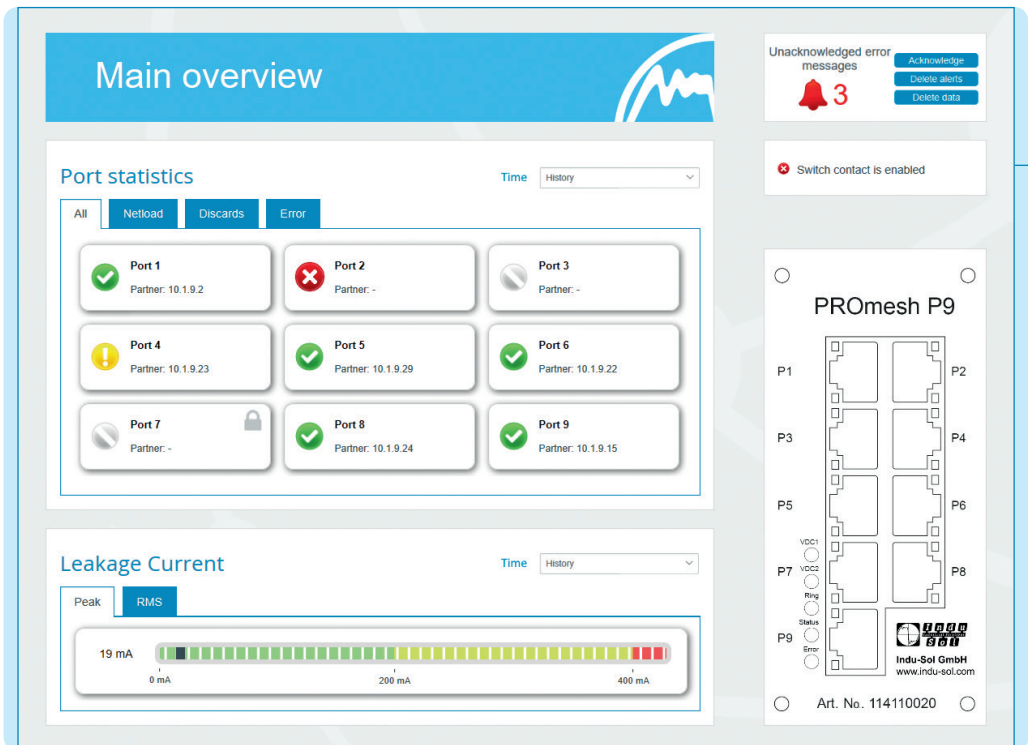 Main overview
Unacknowledged error
messages
3
Acknowledge
Delete alerts
Delete data
Switch contact is enabled
Port statistics
Time
History
All
Netload
Discards
Error
Port 1
Partner: 10.1.9.2
Port 2
Partner: -
Port 3
Partner: -
Port 4
Partner: 10.1.9.23
Port 5
Partner: 10.1.9.29
Port 6
Partner: 10.1.9.22
Port 7
Partner: -
Port 8
Partner: 10.1.9.24
Port 9
Partner: 10.1.9.15
Leakage Current
Time
History
Peak
RMS
19 mA
0 mA
200 mA
400 mA
PROmesh P9
P1
P2
P3
P4
P5
P6
VDC1
P7
VDC2
P8
Ring
Status
P9
Error
Indu
Sol
Indu-Sol GmbH
www.indu-sol.com
Art. No. 114110020